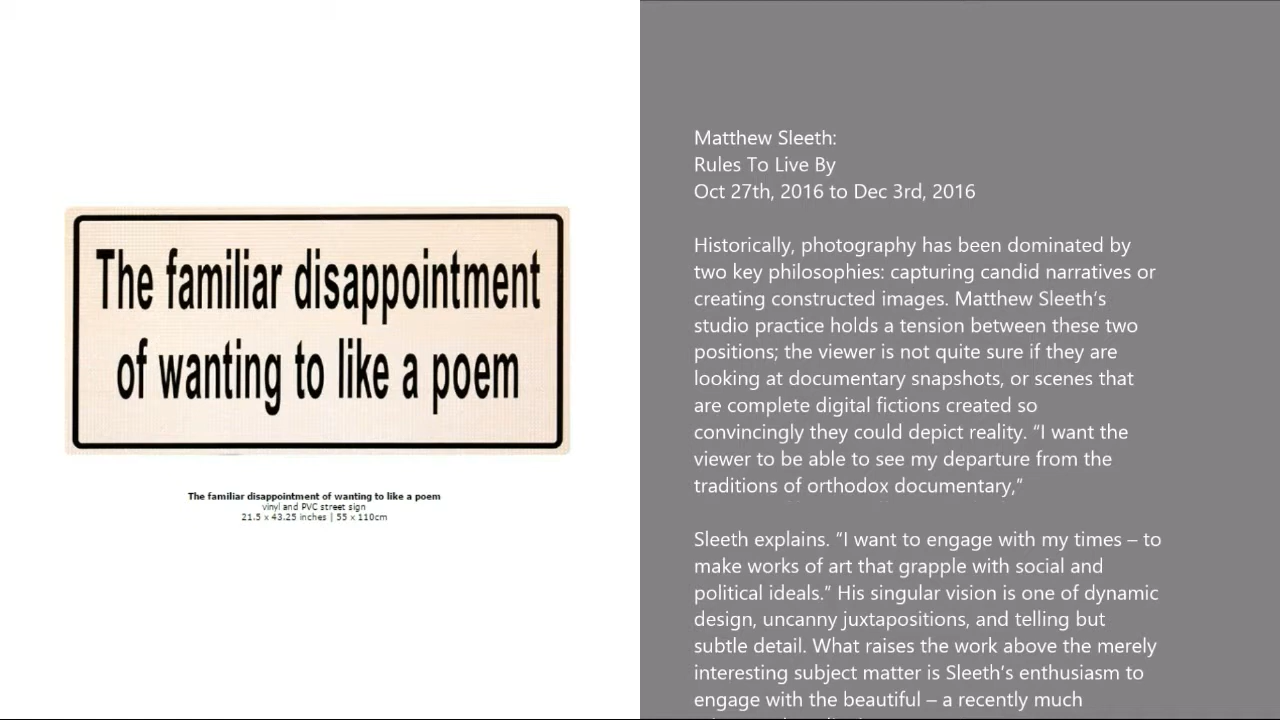 The familiar disappointment
of wanting to like a poem
The familiar disappointment of wanting to like a poem
vinyl and PVC street sign
21.5 x 43.25 inches | 55 x 110cm
Matthew Sleeth:
Rules To Live By
Oct 27th, 2016 to Dec 3rd, 2016
Historically, photography has been dominated by
two key philosophies: capturing candid narratives or
creating constructed images. Matthew Sleeth’s
studio practice holds a tension between these two
positions; the viewer is not quite sure if they are
looking at documentary snapshots, or scenes that
are complete digital fictions created so
convincingly they could depict reality. “I want the
viewer to be able to see my departure from the
traditions of orthodox documentary,”
Sleeth explains. “I want to engage with my times – to
make works of art that grapple with social and
political ideals.” His singular vision is one of dynamic
design, uncanny juxtapositions, and telling but
subtle detail. What raises the work above the merely
interesting subject matter is Sleeth’s enthusiasm to
engage with the beautiful – a recently much